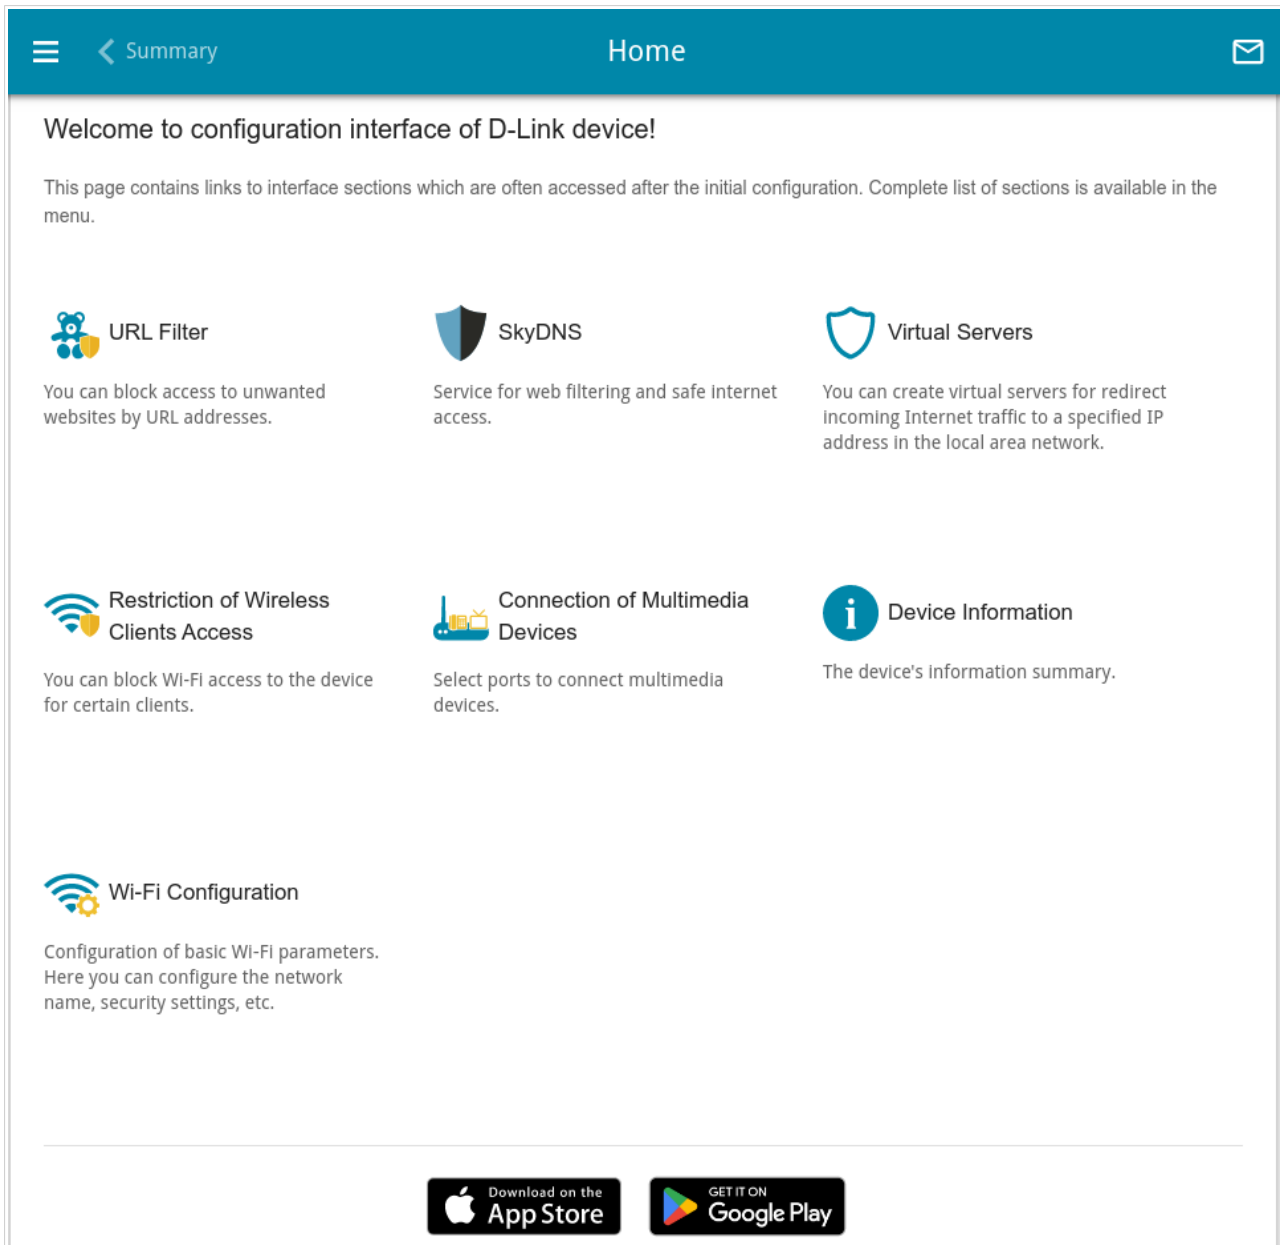 Summary
Home
Welcome to configuration interface of D-Link device!
This page contains links to interface sections which are often accessed after the initial configuration. Complete list of sections is available in the
menu.
URL Filter
You can block access to unwanted
websites by URL addresses.
SkyDNS
Service for web filtering and safe internet
access.
Virtual Servers
You can create virtual servers for redirect
incoming Internet traffic to a specified IP
address in the local area network.
Restriction of Wireless
Clients Access
You can block Wi-Fi access to the device
for certain clients.
Connection of Multimedia
Devices
Select ports to connect multimedia
devices.
Device Information
The device's information summary.
Wi-Fi Configuration
Configuration of basic Wi-Fi parameters.
Here you can configure the network
name, security settings, etc.
Download on the
App Store
GET IT ON
Google Play